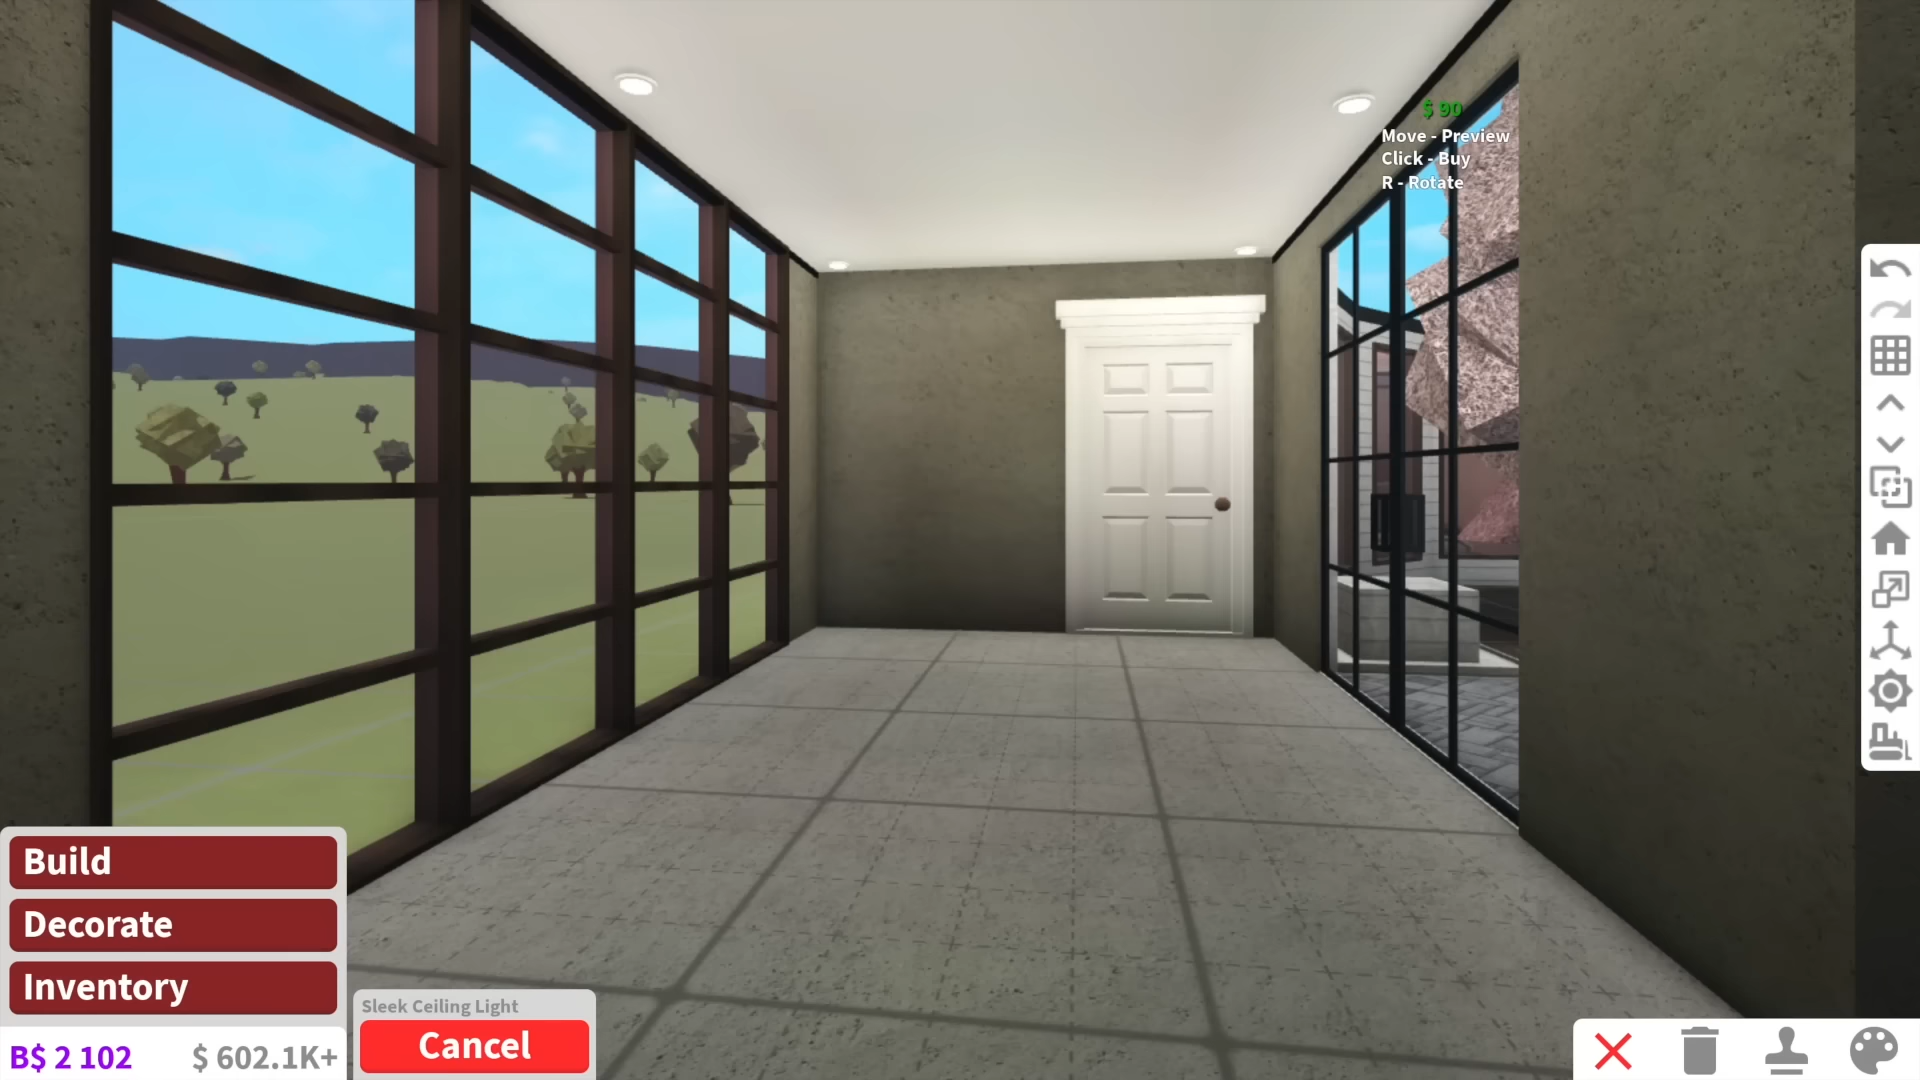 $ 90
Move - Preview
Click - Buy
R - Rotate
Build
Decorate
Inventory
B$ 2 102
$ 602.1K+
Sleek Ceiling Light
Cancel